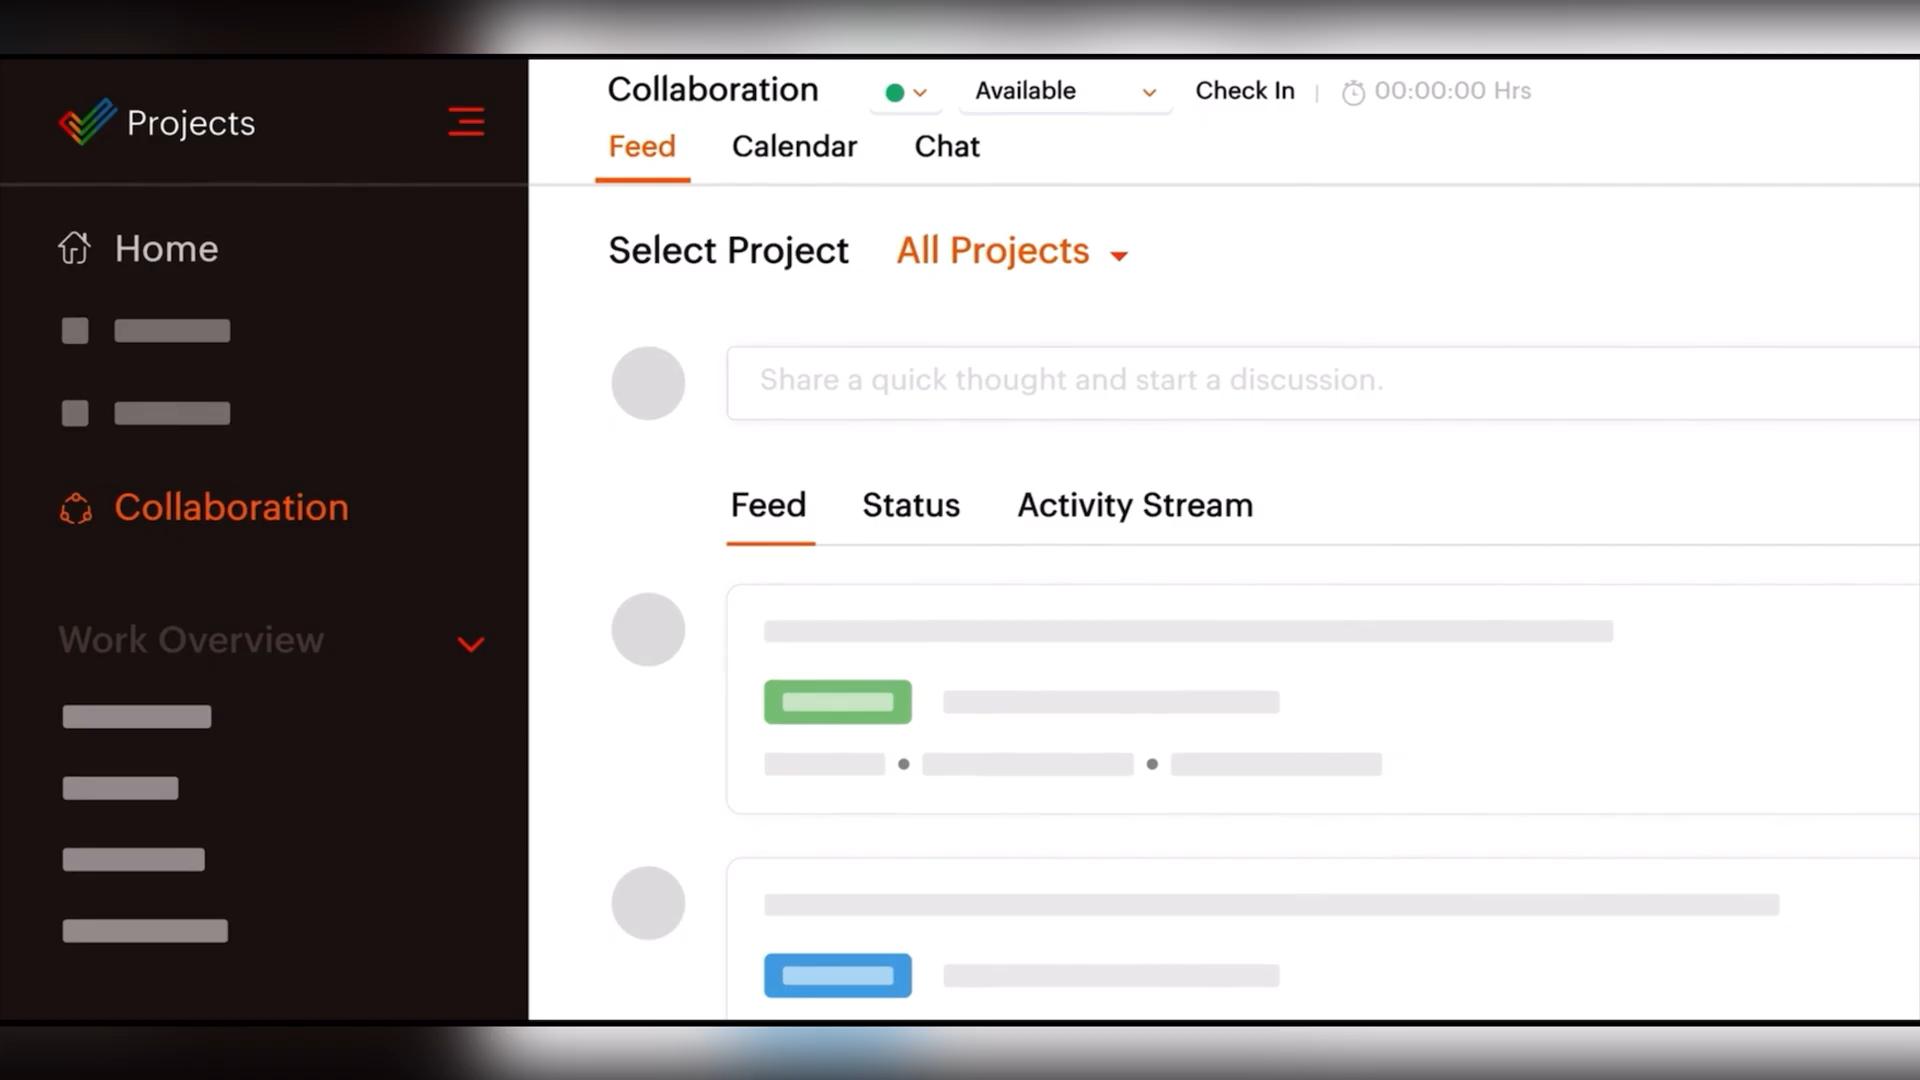 Projects
Home
Collaboration
Work Overview
Collaboration Available Check In | 00:00:00 Hrs
Feed Calendar Chat
Select Project All Projects
Share a quick thought and start a discussion.
Feed Status Activity Stream